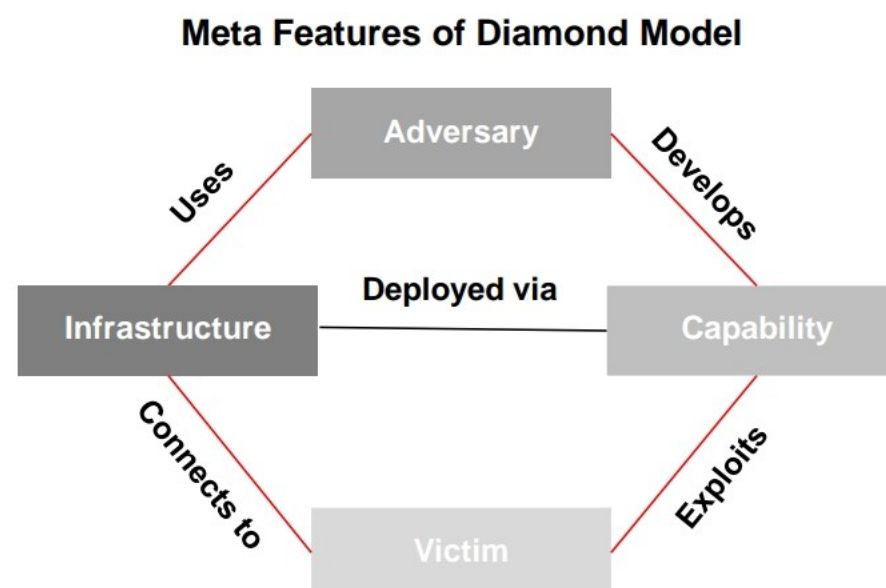 Meta Features of Diamond Model
Adversary
Uses
Develops
Deployed via
Infrastructure
Capability
Connects to
Exploits
Victim